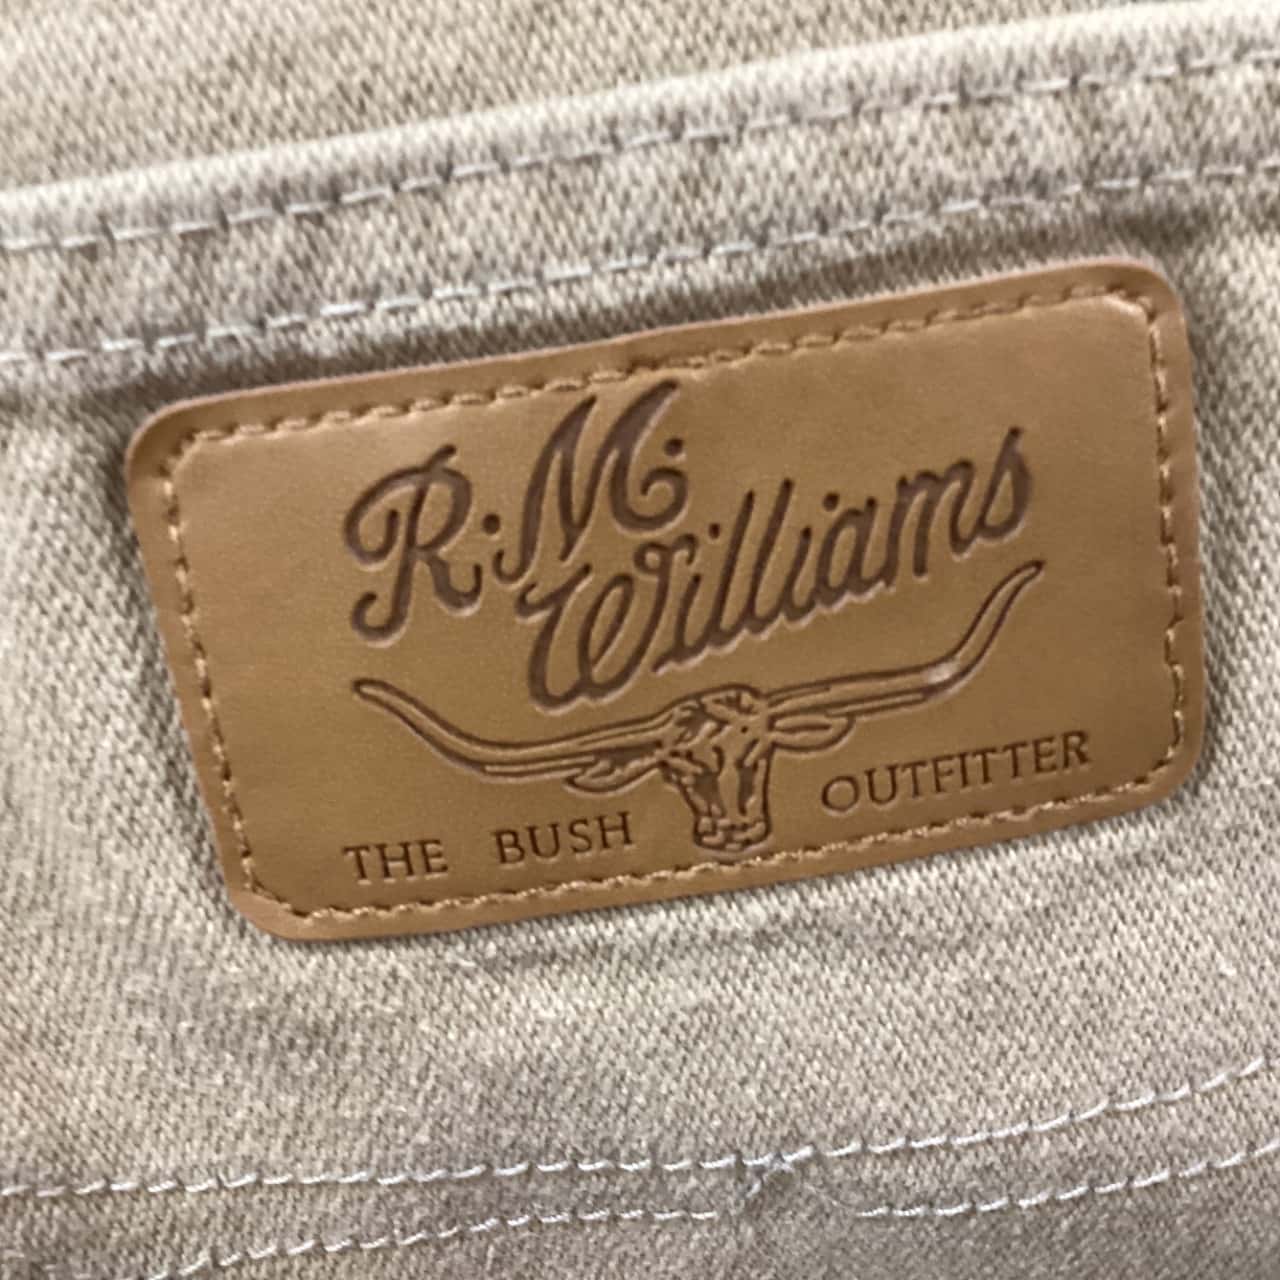 R.M.
Williams
THE BUSH OUTFITTER